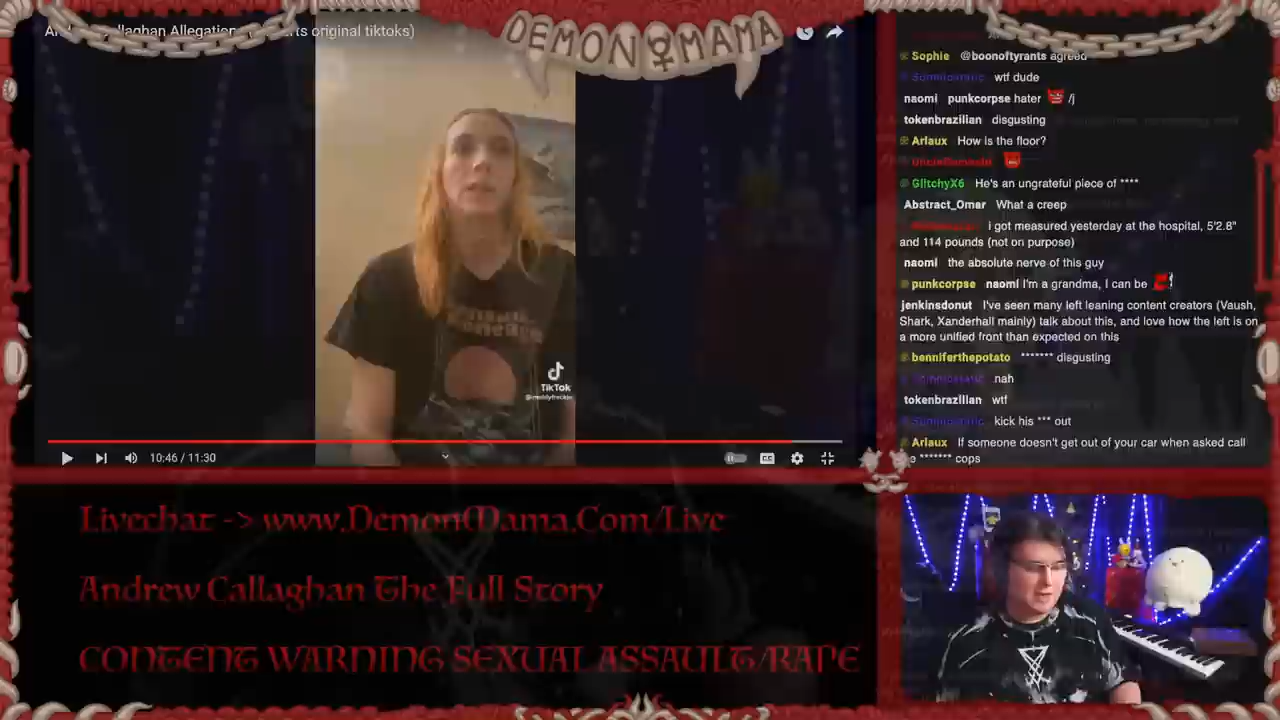 Callaghan Allegation
original tiktoks)
DEMON MAMA
Sophie @boonoftyrants agreed
wtf dude
naomi punkcorpse hater /j
tokenbrazilian disgusting
Arlaux How is the floor?
GlitchyX6 He's an ungrateful piece of ****
Abstract_Omar What a creep
i got measured yesterday at the hospital, 5'2.8"
and 114 pounds (not on purpose)
naomi the absolute nerve of this guy
punkcorpse naomi I'm a grandma, I can be
jenkinsdonut I've seen many left leaning content creators (Vaush,
Shark, Xanderhall mainly) talk about this, and love how the left is on
a more unified front than expected on this
benniferthepotato ******* disgusting
nah
tokenbrazilian wtf
kick his *** out
Arlaux If someone doesn't get out of your car when asked call
******* cops
TikTok
10:46 / 11:30
CC
Livechat -> www.DemonMama.Com/Live
Andrew Callaghan The Full Story
CONTENT WARNING SEXUAL ASSAULT/RAPE